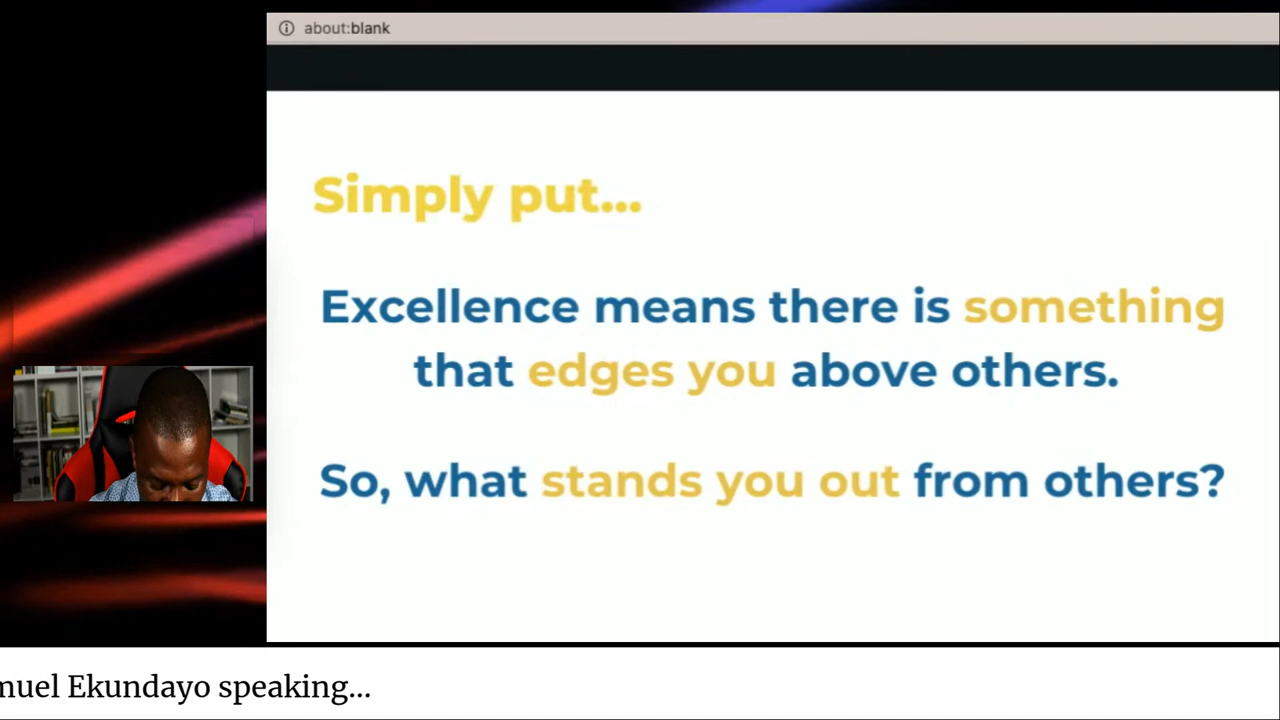 about:blank
Simply put...
Excellence means there is something
that edges you above others.
So, what stands you out from others?
muel Ekundayo speaking...